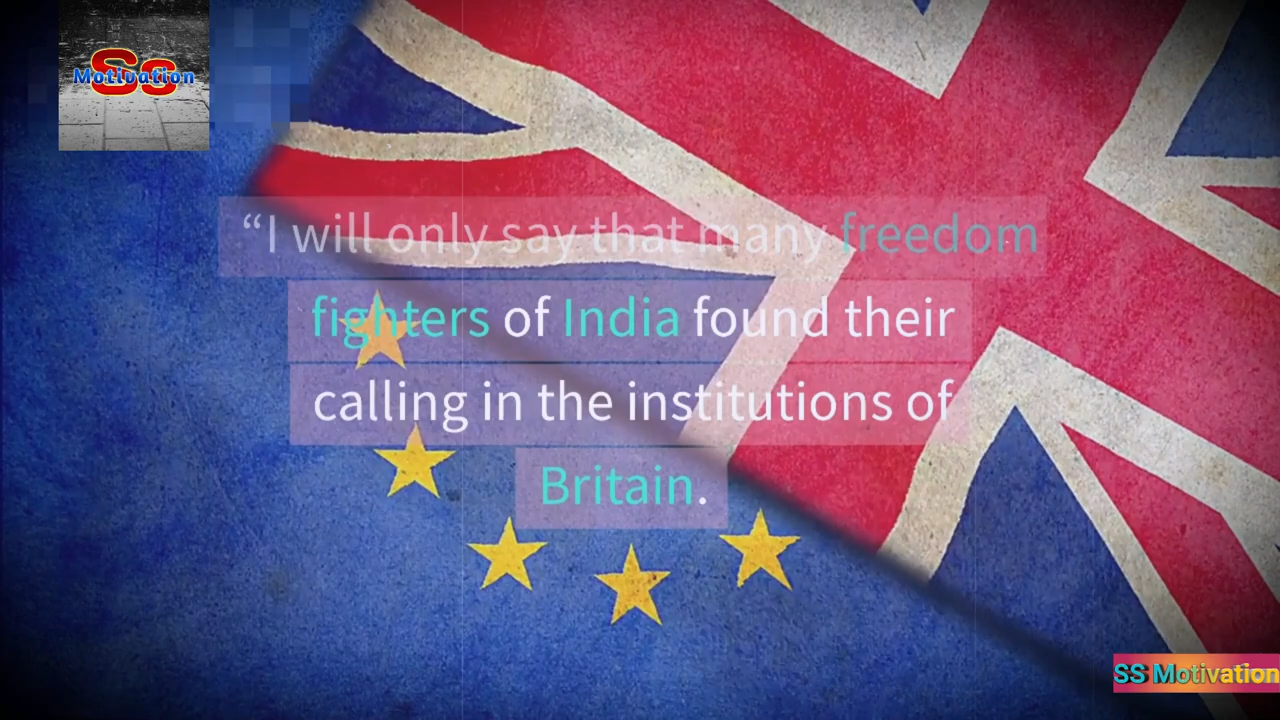 Ss
Motivation
“I will only say that many freedom
fighters of India found their
calling in the institutions of
Britain.
SS Motivation